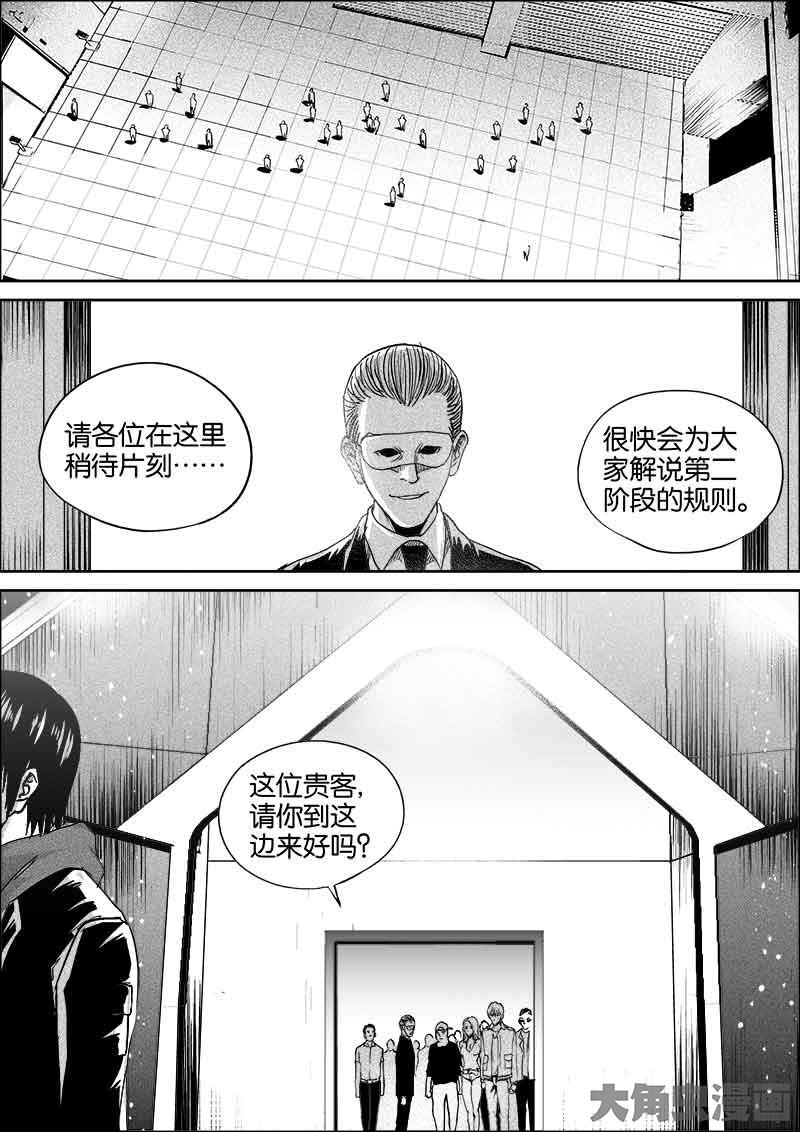 请各位在这里
稍待片刻……
很快会为大
家解说第二
阶段的规则。
这位贵客,
请你到这
边来好吗?
大角虫漫画